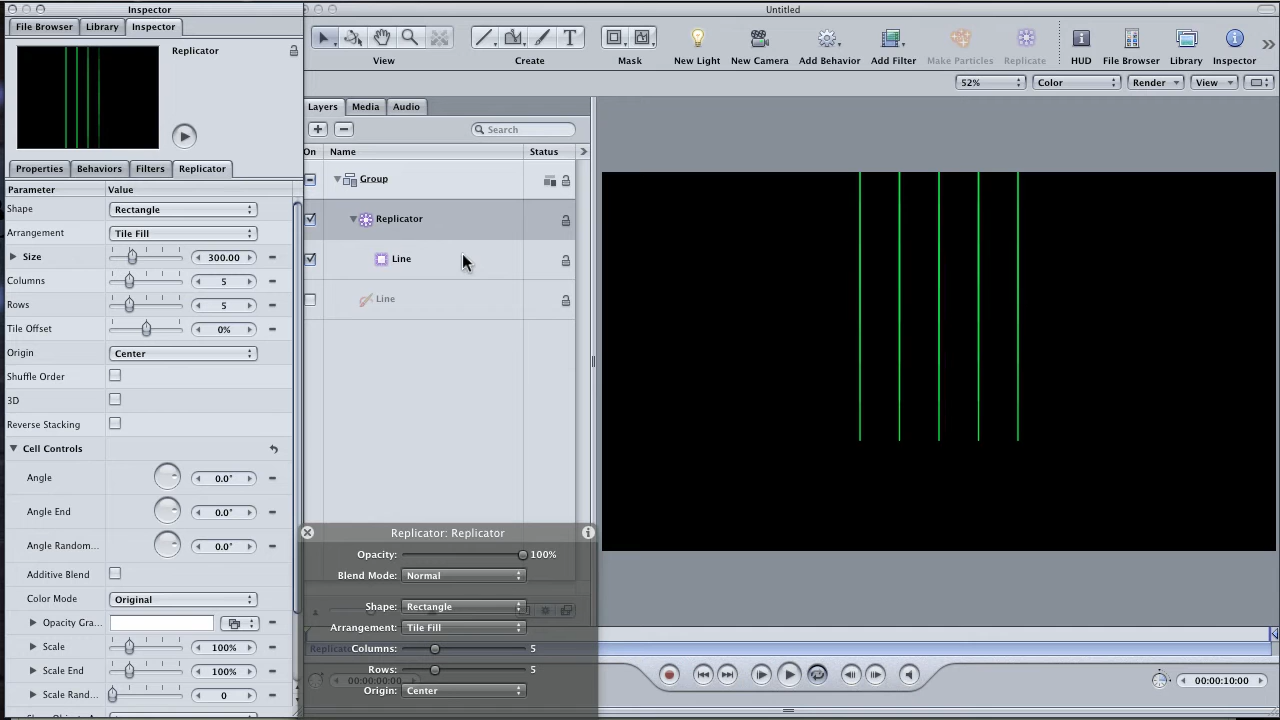 Inspector
Untitled
File Browser Library Inspector
Replicator
View
Create
Mask
New Light
New Camera
Add Behavior
Add Filter
Make Particles
Replicate
HUD
File Browser
Library
Inspector
52%
Color
Render
View
Layers Media Audio
Search
On Name Status
Group
Replicator
Line
Line
Properties Behaviors Filters Replicator
Parameter Value
Shape Rectangle
Arrangement Tile Fill
Size 300.00
Columns 5
Rows 5
Tile Offset 0%
Origin Center
Shuffle Order
3D
Reverse Stacking
Cell Controls
Angle 0.0°
Angle End 0.0°
Angle Random... 0.0°
Additive Blend
Color Mode Original
Opacity Gra...
Scale 100%
Scale End 100%
Scale Rand... 0
Replicator: Replicator
Opacity: 100%
Blend Mode: Normal
Shape: Rectangle
Arrangement: Tile Fill
Columns: 5
Rows: 5
Origin: Center
00:00:00:00
00:00:10:00